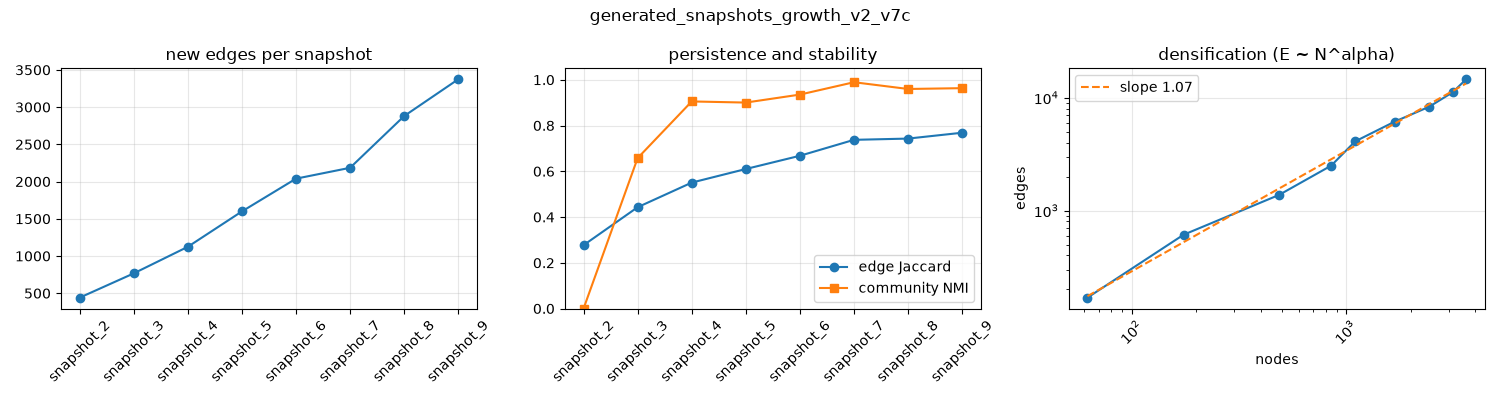 generated_snapshots_growth_v2_v7c
new edges per snapshot
3500
3000
2500
2000
1500
1000
500
snapshot_2
snapshot_3
snapshot_4
snapshot_5
snapshot_6
snapshot_7
snapshot_8
snapshot_9
persistence and stability
1.0
0.8
0.6
0.4
0.2
0.0
edge Jaccard
community NMI
snapshot_2
snapshot_3
snapshot_4
snapshot_5
snapshot_6
snapshot_7
snapshot_8
snapshot_9
densification (E ~ N^alpha)
slope 1.07
edges
10⁴
10³
10²
10³
nodes